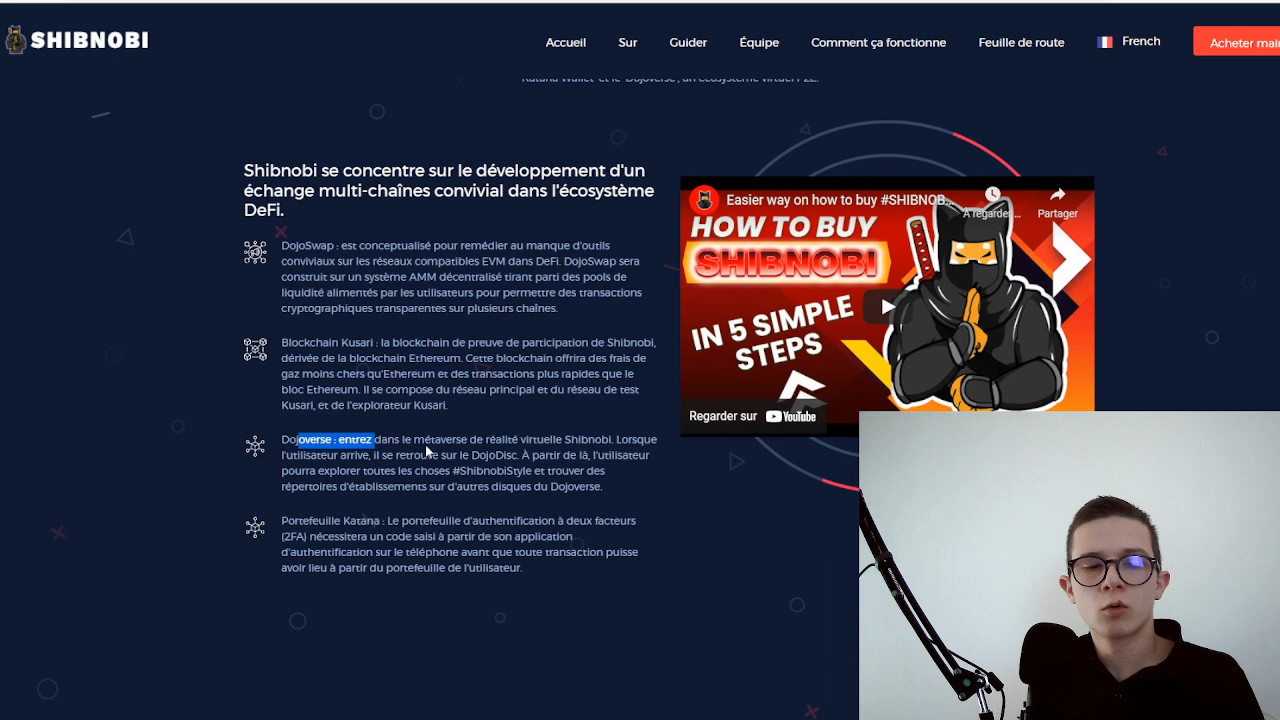 SHIBNOBI
Accueil Sur Guider Équipe Comment ça fonctionne Feuille de route French Acheter
Katana Wallet et le "Dojoverse", un écosystème virtuel P2E.
Shibnobi se concentre sur le développement d'un
échange multi-chaînes convivial dans l'écosystème
DeFi.
DojoSwap : est conceptualisé pour remédier au manque d'outils
conviviaux sur les réseaux compatibles EVM dans DeFi. DojoSwap sera
construit sur un système AMM décentralisé tirant parti des pools de
liquidité alimentés par les utilisateurs pour permettre des transactions
cryptographiques transparentes sur plusieurs chaînes.
Blockchain Kusari : la blockchain de preuve de participation de Shibnobi,
dérivée de la blockchain Ethereum. Cette blockchain offrira des frais de
gaz moins chers qu'Ethereum et des transactions plus rapides que le
bloc Ethereum. Il se compose du réseau principal et du réseau de test
Kusari, et de l'explorateur Kusari.
Dojoverse : entrez dans le métaverse de réalité virtuelle Shibnobi. Lorsque
l'utilisateur arrive, il se retrouve sur le DojoDisc. À partir de là, l'utilisateur
pourra explorer toutes les choses #ShibnobiStyle et trouver des
répertoires d'établissements sur d'autres disques du Dojoverse.
Portefeuille Katana : Le portefeuille d'authentification à deux facteurs
(2FA) nécessitera un code saisi à partir de son application
d'authentification sur le téléphone avant que toute transaction puisse
avoir lieu à partir du portefeuille de l'utilisateur.
Easier way on how to buy #SHIBNOB...
À regarder... Partager
HOW TO BUY
SHIBNOBI
IN 5 SIMPLE
STEPS
Regarder sur YouTube